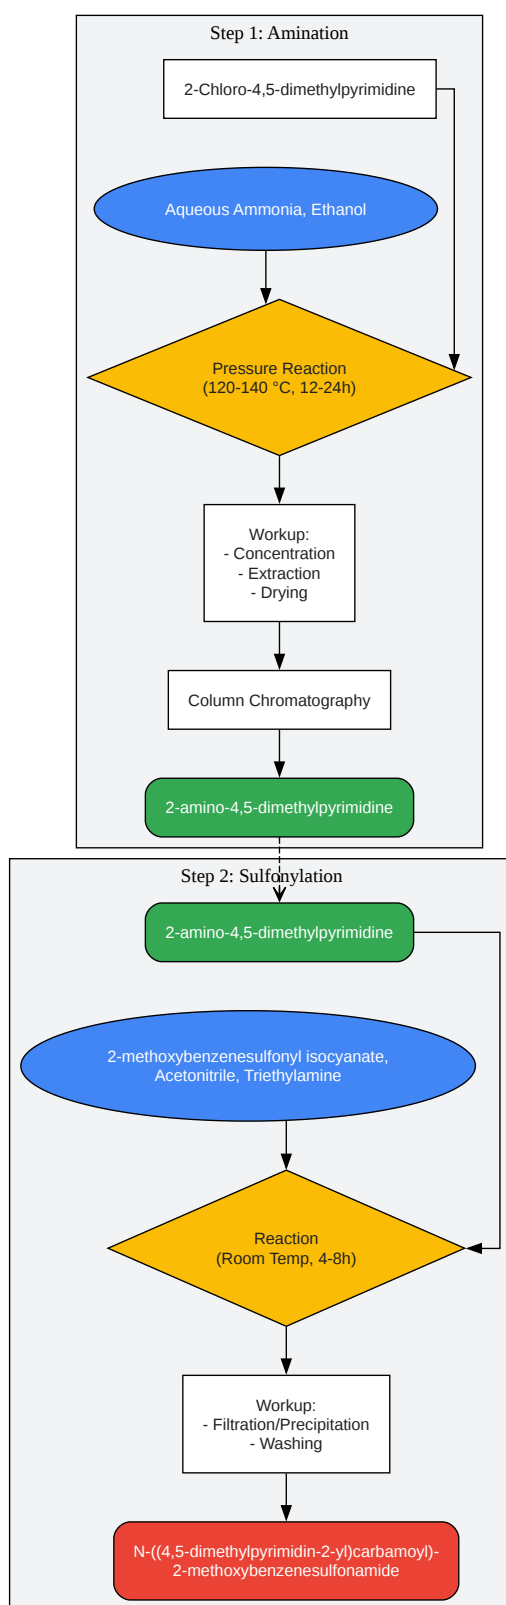 Step 1: Amination
2-Chloro-4,5-dimethylpyrimidine
Aqueous Ammonia, Ethanol
Pressure Reaction
(120-140 °C, 12-24h)
Workup:
- Concentration
- Extraction
- Drying
Column Chromatography
2-amino-4,5-dimethylpyrimidine
Step 2: Sulfonylation
2-amino-4,5-dimethylpyrimidine
2-methoxybenzenesulfonyl isocyanate,
Acetonitrile, Triethylamine
Reaction
(Room Temp, 4-8h)
Workup:
- Filtration/Precipitation
- Washing
N-((4,5-dimethylpyrimidin-2-yl)carbamoyl)-
2-methoxybenzenesulfonamide